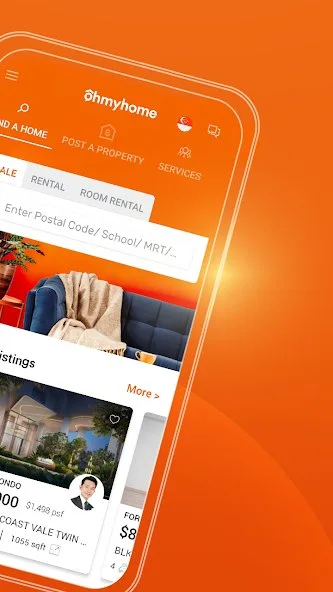 ôhmyhome
ND A HOME
POST A PROPERTY
SERVICES
ALE
RENTAL
ROOM RENTAL
Enter Postal Code/ School/ MRT/...
istings
More >
ONDO
000
$1,498 psf
COAST VALE TWIN
1055 sqft
FOR
$8
BLK
4